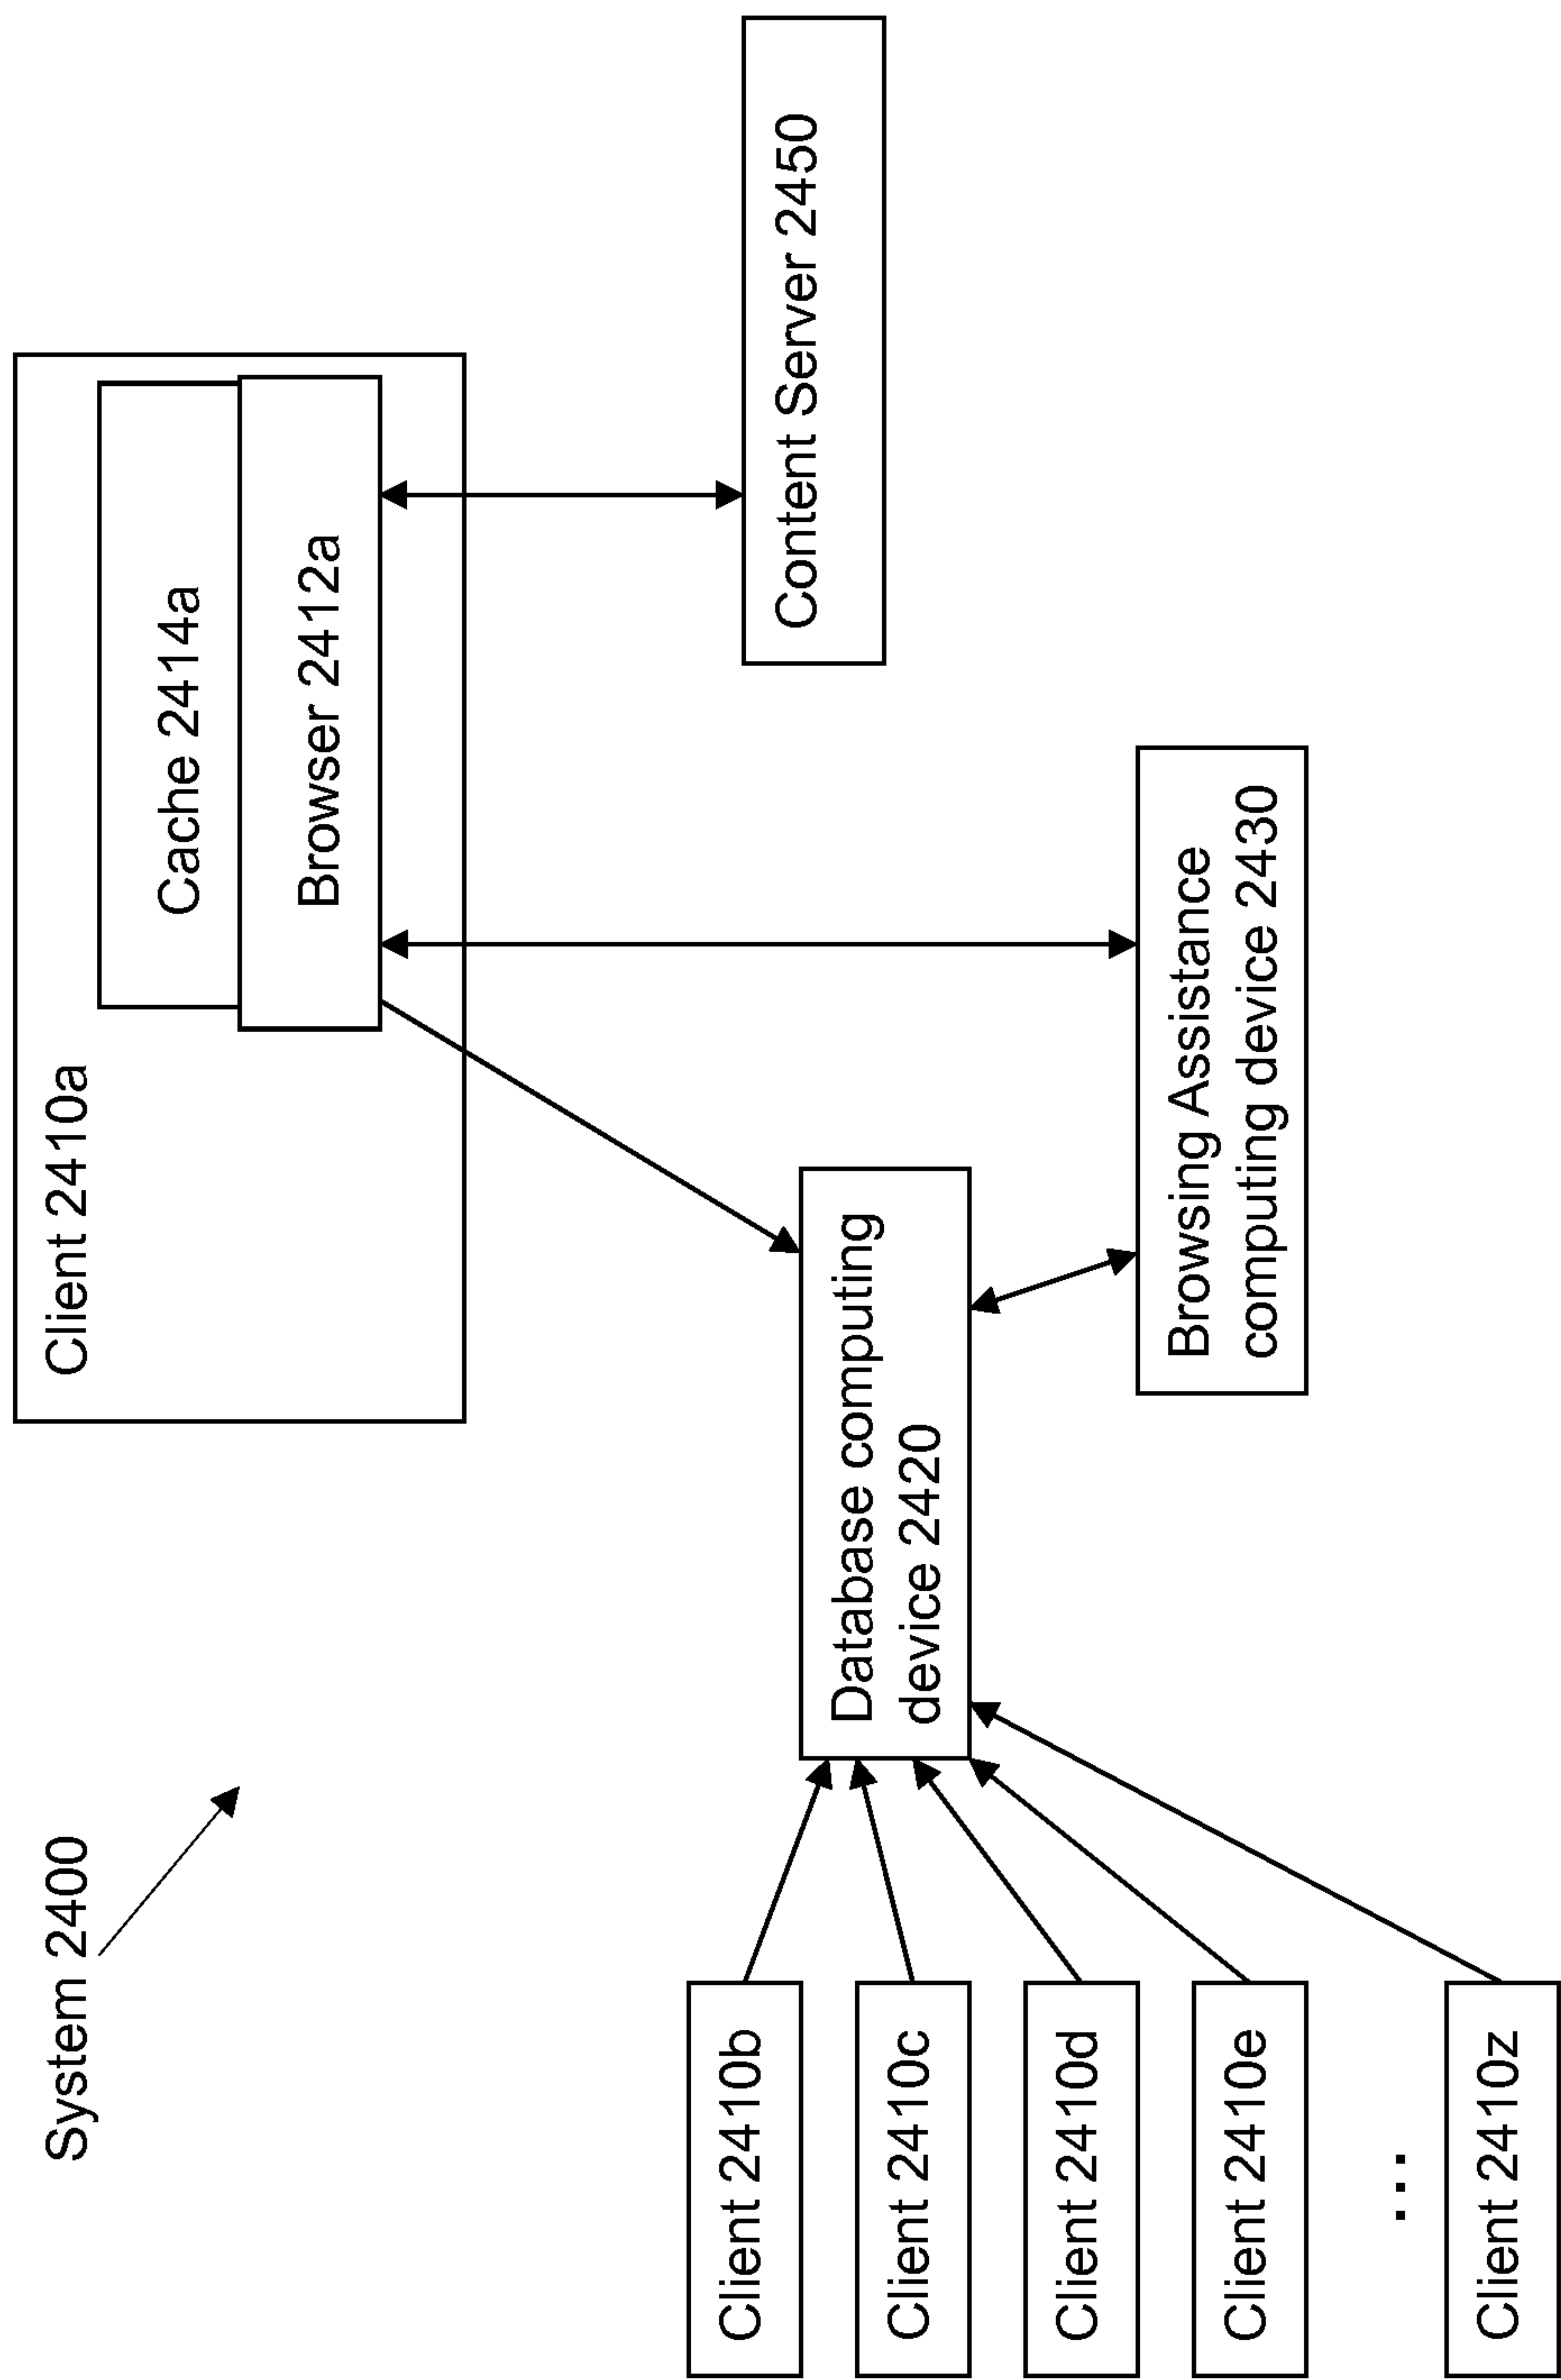 System 2400
Client 2410a
Cache 2414a
Browser 2412a
Client 2410b
Client 2410c
Client 2410d
Client 2410e
...
Client 2410z
Database computing
device 2420
Browsing Assistance
computing device 2430
Content Server 2450